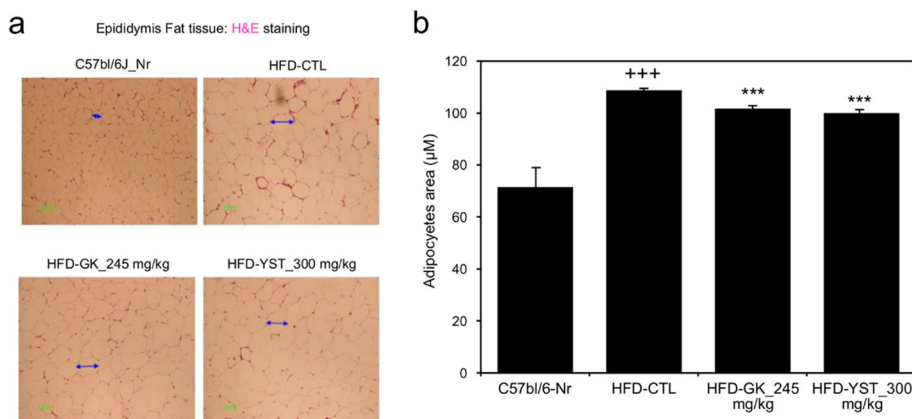 a
Epididymis Fat tissue: H&E staining
C57bl/6J_Nr
HFD-CTL
HFD-GK_245 mg/kg
HFD-YST_300 mg/kg
b
Adipocytes area (µM)
120
100
80
60
40
20
0
+++
***
***
C57bl/6-Nr
HFD-CTL
HFD-GK_245
mg/kg
HFD-YST_300
mg/kg